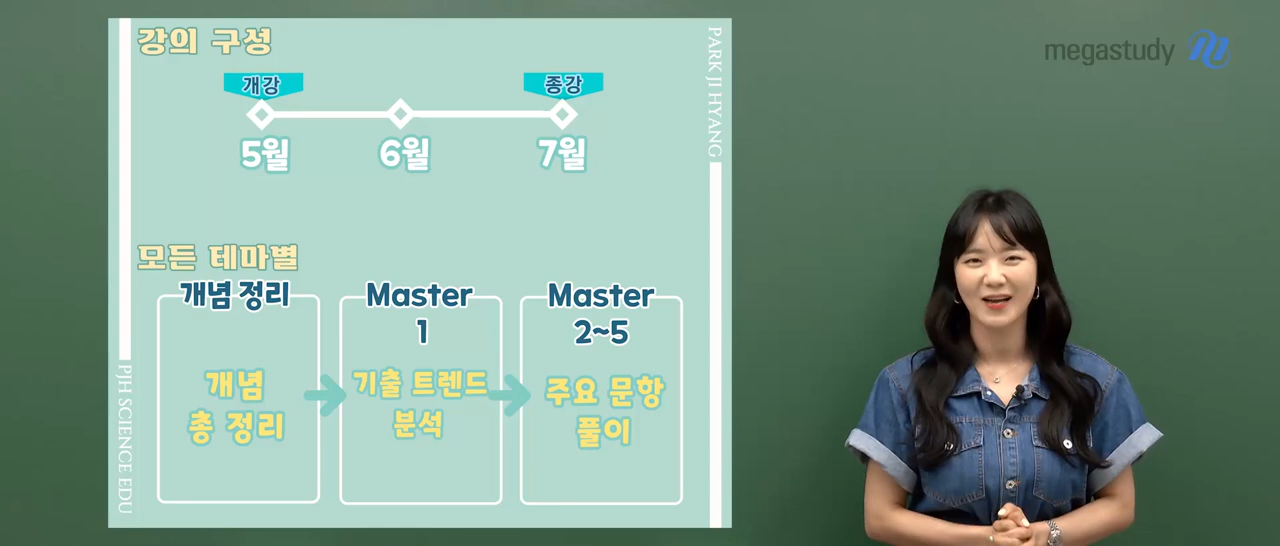 강의 구성
개강
종강
5월
6월
7월
모든 테마별
개념 정리
개념
총 정리
Master
1
기출 트렌드
분석
Master
2~5
주요 문항
풀이
PARK JI HYANG
PJH SCIENCE EDU
megastudy